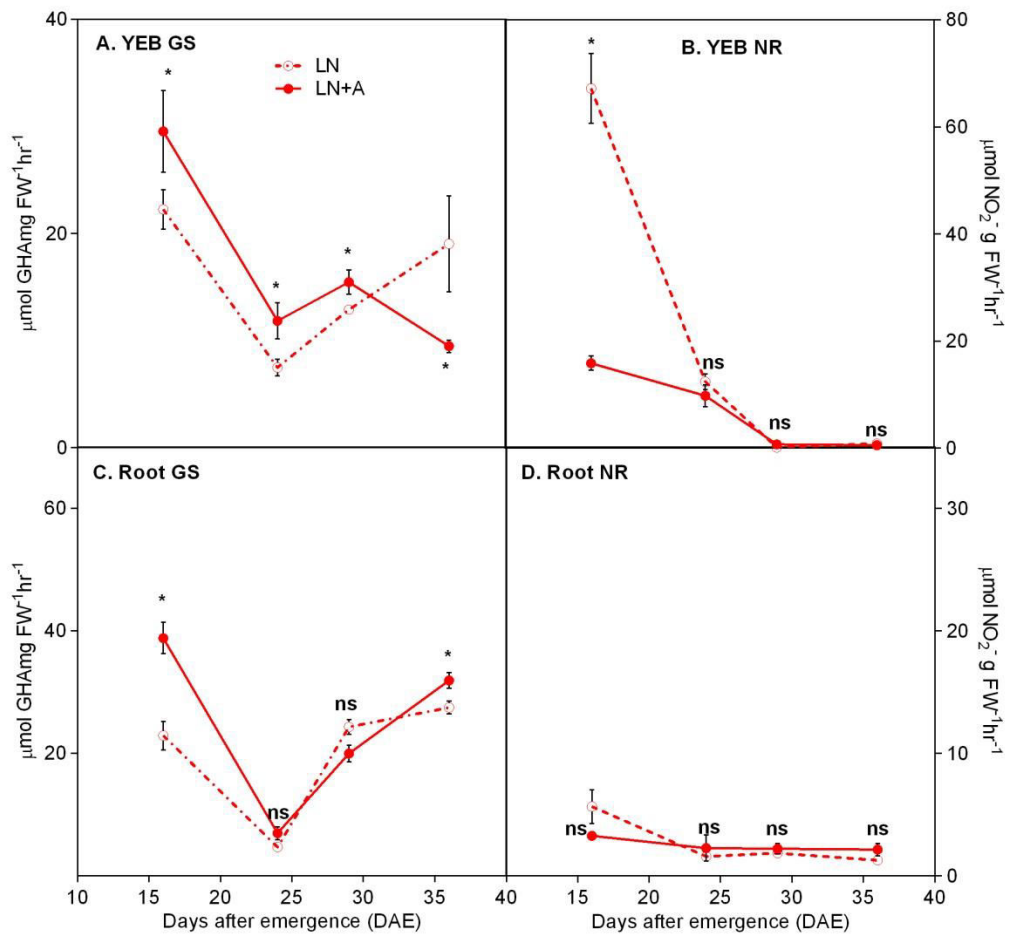 A. YEB GS
LN
LN+A
40
20
0
μmol GHAmg FW⁻¹hr⁻¹
*
*
*
*
B. YEB NR
80
60
40
20
0
μmol NO₂⁻ g FW⁻¹hr⁻¹
*
ns
ns
ns
C. Root GS
60
40
20
μmol GHAmg FW⁻¹hr⁻¹
*
ns
ns
*
10 15 20 25 30 35 40
Days after emergence (DAE)
D. Root NR
30
20
10
0
μmol NO₂⁻ g FW⁻¹hr⁻¹
ns
ns
ns
ns
15 20 25 30 35 40
Days after emergence (DAE)